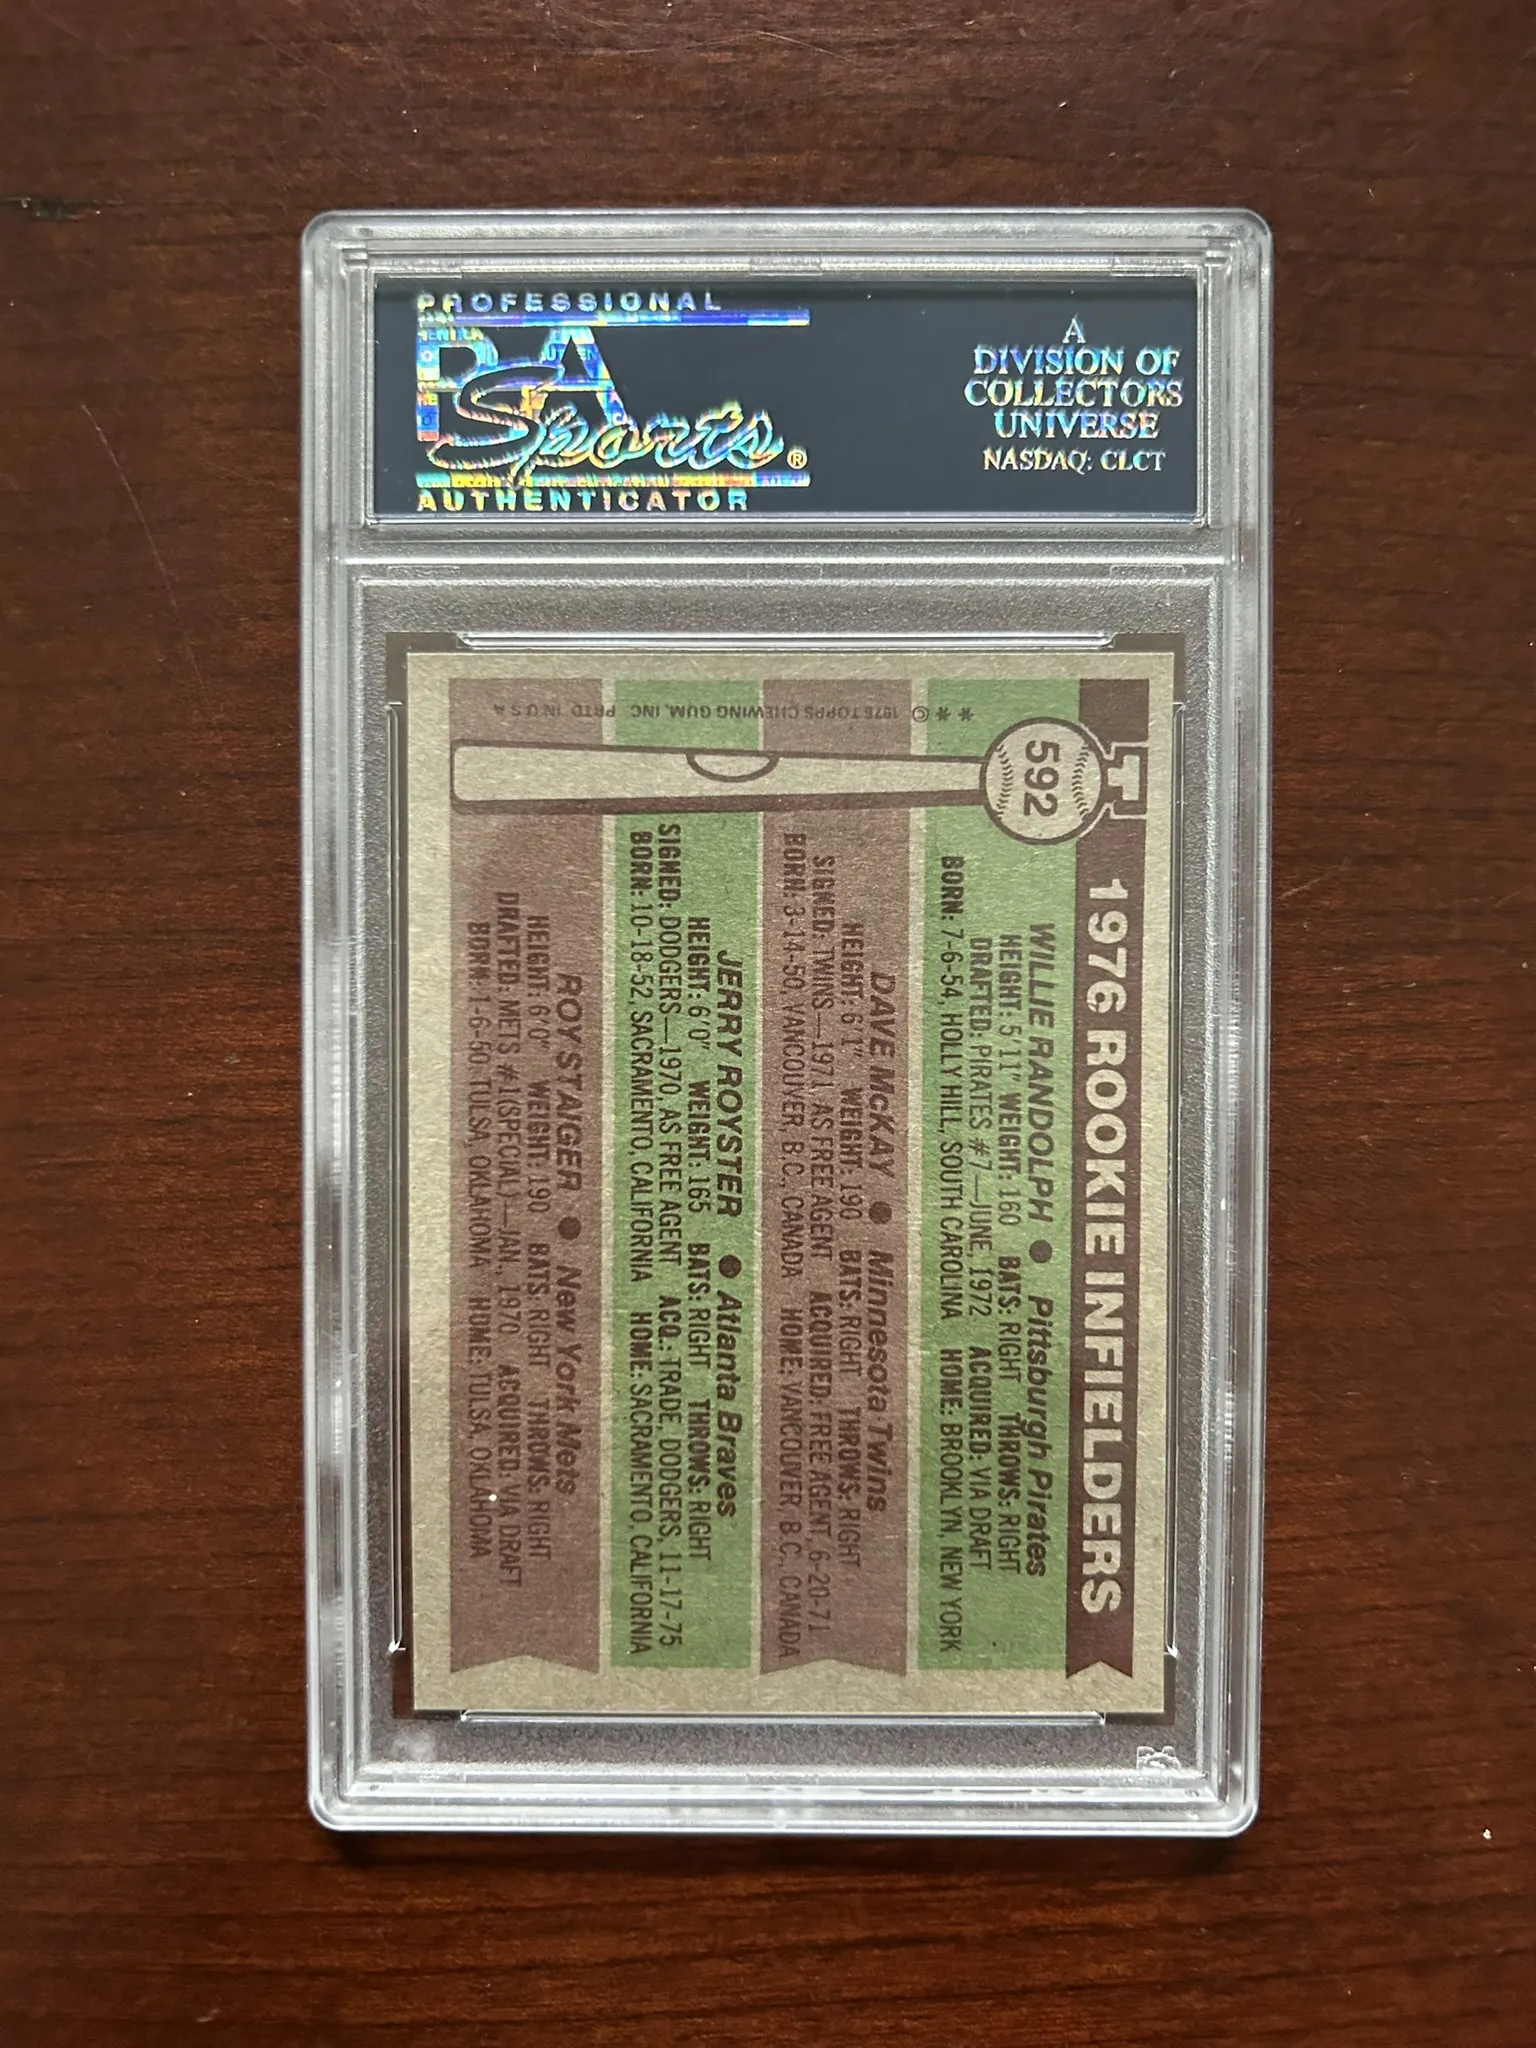 PROFESSIONAL
PSA
Sports®
AUTHENTICATOR
A
DIVISION OF
COLLECTORS
UNIVERSE
NASDAQ: CLCT
592
1976 ROOKIE INFIELDERS
WILLIE RANDOLPH ● Pittsburgh Pirates
HEIGHT: 5'11" WEIGHT: 160 BATS: RIGHT THROWS: RIGHT
DRAFTED: PIRATES #7—JUNE, 1972 ACQUIRED: VIA DRAFT
BORN: 7-6-54, HOLLY HILL, SOUTH CAROLINA HOME: BROOKLYN, NEW YORK
DAVE McKAY ● Minnesota Twins
HEIGHT: 6'1" WEIGHT: 190 BATS: RIGHT THROWS: RIGHT
SIGNED: TWINS—1971, AS FREE AGENT ACQUIRED: FREE AGENT, 6-20-71
BORN: 3-14-50, VANCOUVER, B.C., CANADA HOME: VANCOUVER, B.C., CANADA
JERRY ROYSTER ● Atlanta Braves
HEIGHT: 6'0" WEIGHT: 165 BATS: RIGHT THROWS: RIGHT
SIGNED: DODGERS—1970, AS FREE AGENT ACQ.: TRADE, DODGERS, 11-17-75
BORN: 10-18-52, SACRAMENTO, CALIFORNIA HOME: SACRAMENTO, CALIFORNIA
ROY STAIGER ● New York Mets
HEIGHT: 6'0" WEIGHT: 190 BATS: RIGHT THROWS: RIGHT
DRAFTED: METS #1 (SPECIAL)—JAN., 1970 ACQUIRED: VIA DRAFT
BORN: 1-6-50, TULSA, OKLAHOMA HOME: TULSA, OKLAHOMA
** © 1976 TOPPS CHEWING GUM, INC. PRTD. IN U.S.A.